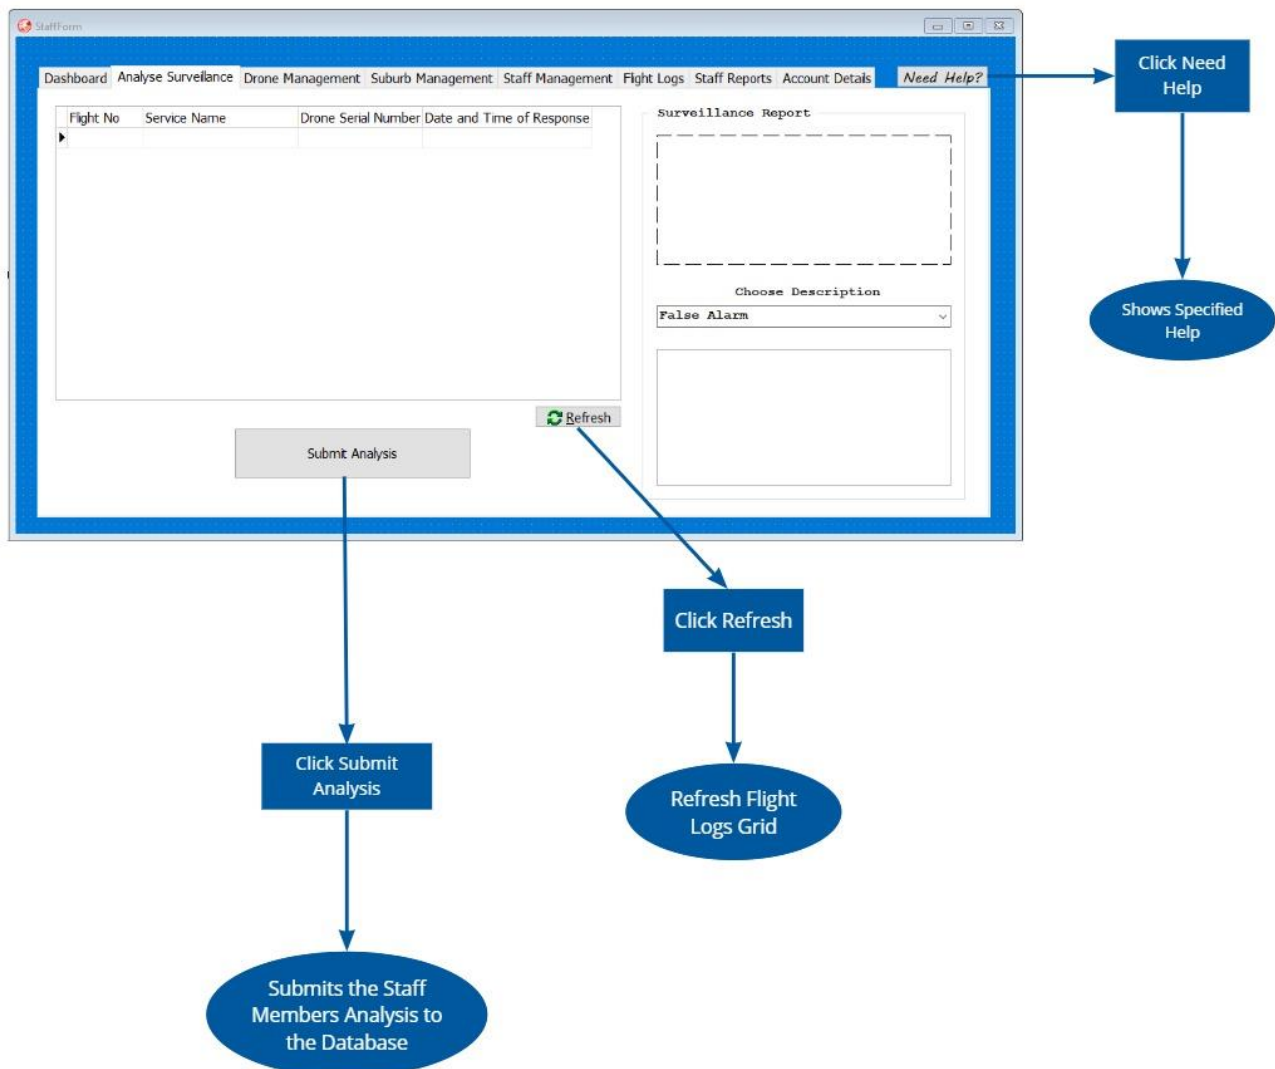 StaffForm
Dashboard Analyse Surveillance Drone Management Suburb Management Staff Management Flight Logs Staff Reports Account Details Need Help?
Flight No Service Name Drone Serial Number Date and Time of Response
Surveillance Report
Choose Description
False Alarm
Refresh
Submit Analysis
Click Need
Help
Shows Specified
Help
Click Refresh
Refresh Flight
Logs Grid
Click Submit
Analysis
Submits the Staff
Members Analysis to
the Database